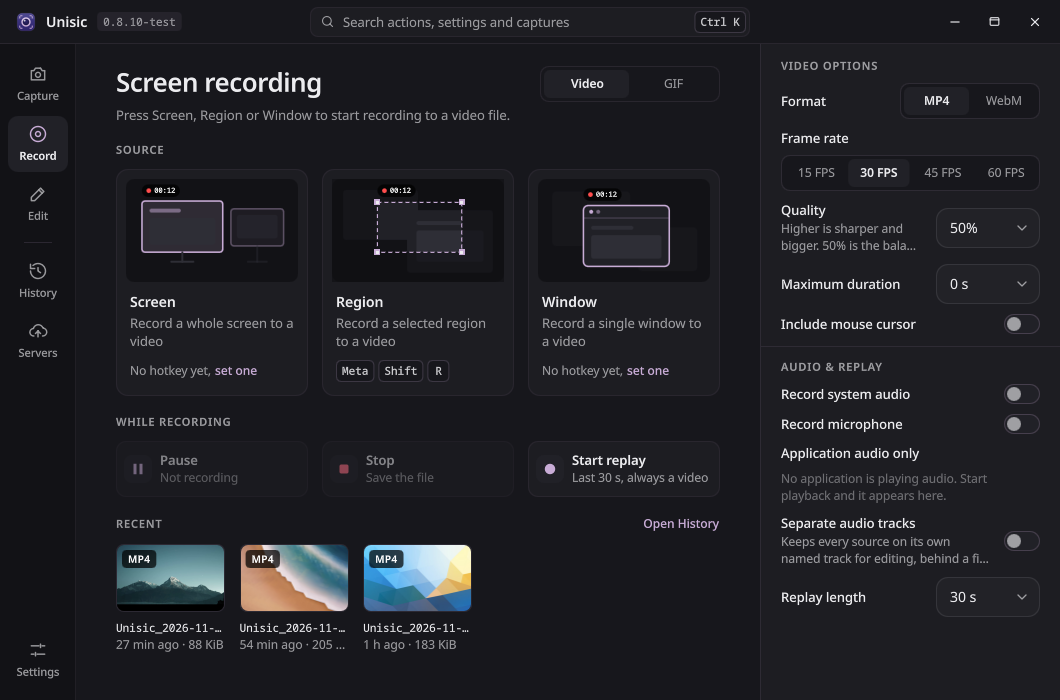 Unisic 0.8.10-test
Search actions, settings and captures
Ctrl K
Capture
Record
Edit
History
Servers
Settings
Screen recording
Video
GIF
Press Screen, Region or Window to start recording to a video file.
SOURCE
00:12
Screen
Record a whole screen to a
video
No hotkey yet, set one
00:12
Region
Record a selected region
to a video
Meta Shift R
00:12
Window
Record a single window to
a video
No hotkey yet, set one
WHILE RECORDING
Pause
Not recording
Stop
Save the file
Start replay
Last 30 s, always a video
RECENT
Open History
MP4
Unisic_2026-11-…
27 min ago · 88 KiB
MP4
Unisic_2026-11-…
54 min ago · 205 …
MP4
Unisic_2026-11-…
1 h ago · 183 KiB
VIDEO OPTIONS
Format
MP4
WebM
Frame rate
15 FPS
30 FPS
45 FPS
60 FPS
Quality
Higher is sharper and
bigger. 50% is the bala…
50%
Maximum duration
0 s
Include mouse cursor
AUDIO & REPLAY
Record system audio
Record microphone
Application audio only
No application is playing audio. Start
playback and it appears here.
Separate audio tracks
Keeps every source on its own
named track for editing, behind a fi…
Replay length
30 s